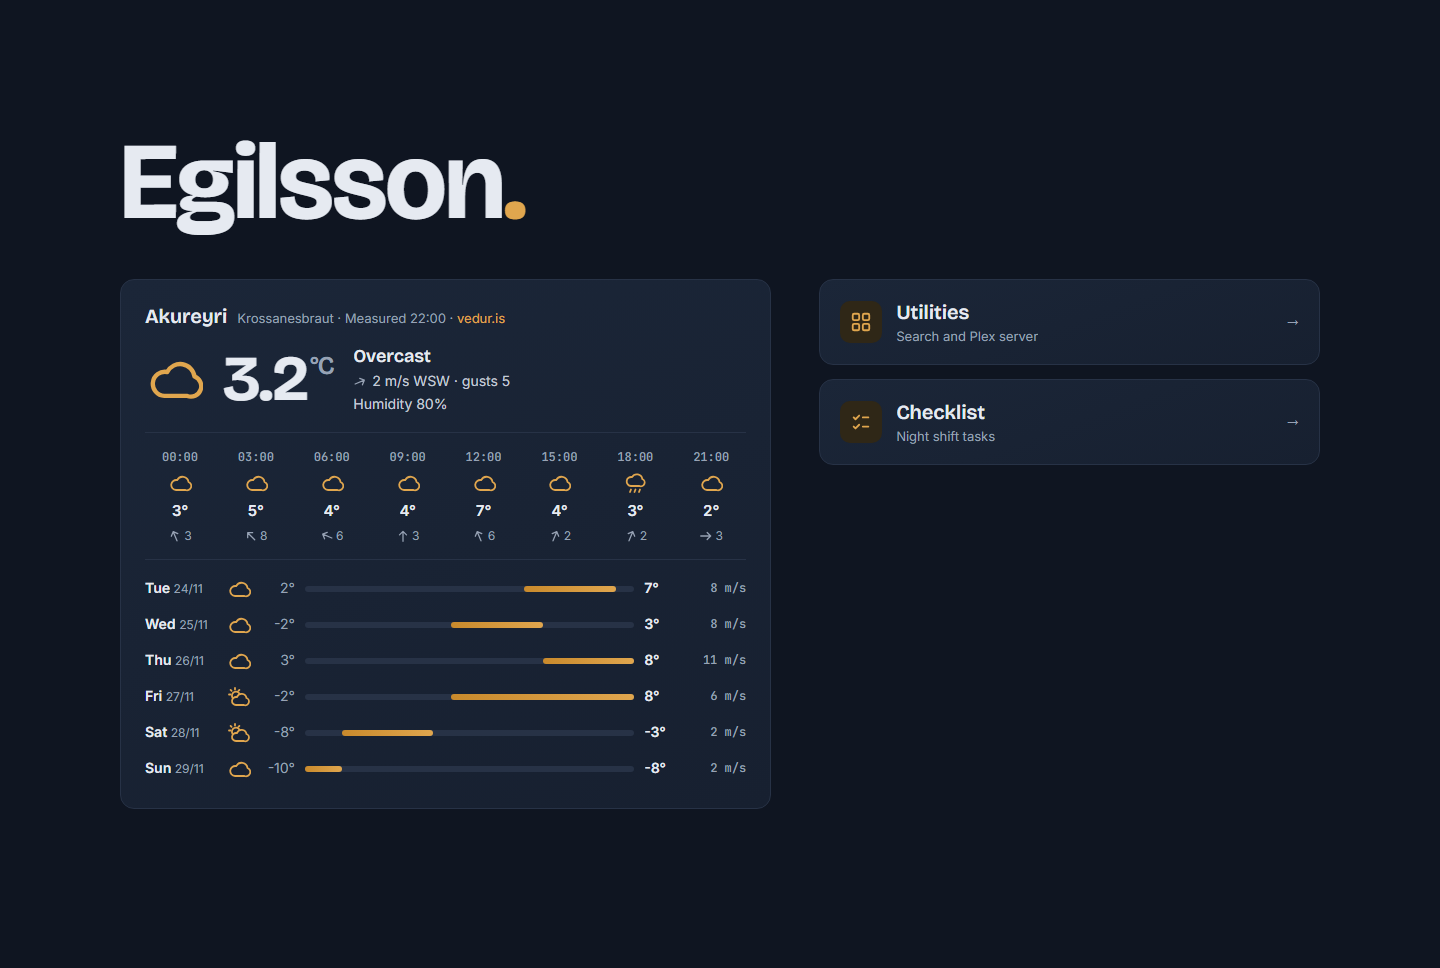 Egilsson.
Akureyri Krossanesbraut · Measured 22:00 · vedur.is
3.2°C
Overcast
2 m/s WSW · gusts 5
Humidity 80%
00:00 03:00 06:00 09:00 12:00 15:00 18:00 21:00
3° 5° 4° 4° 7° 4° 3° 2°
3 8 6 3 6 2 2 3
Tue 24/11 2° 7° 8 m/s
Wed 25/11 -2° 3° 8 m/s
Thu 26/11 3° 8° 11 m/s
Fri 27/11 -2° 8° 6 m/s
Sat 28/11 -8° -3° 2 m/s
Sun 29/11 -10° -8° 2 m/s
Utilities
Search and Plex server
Checklist
Night shift tasks